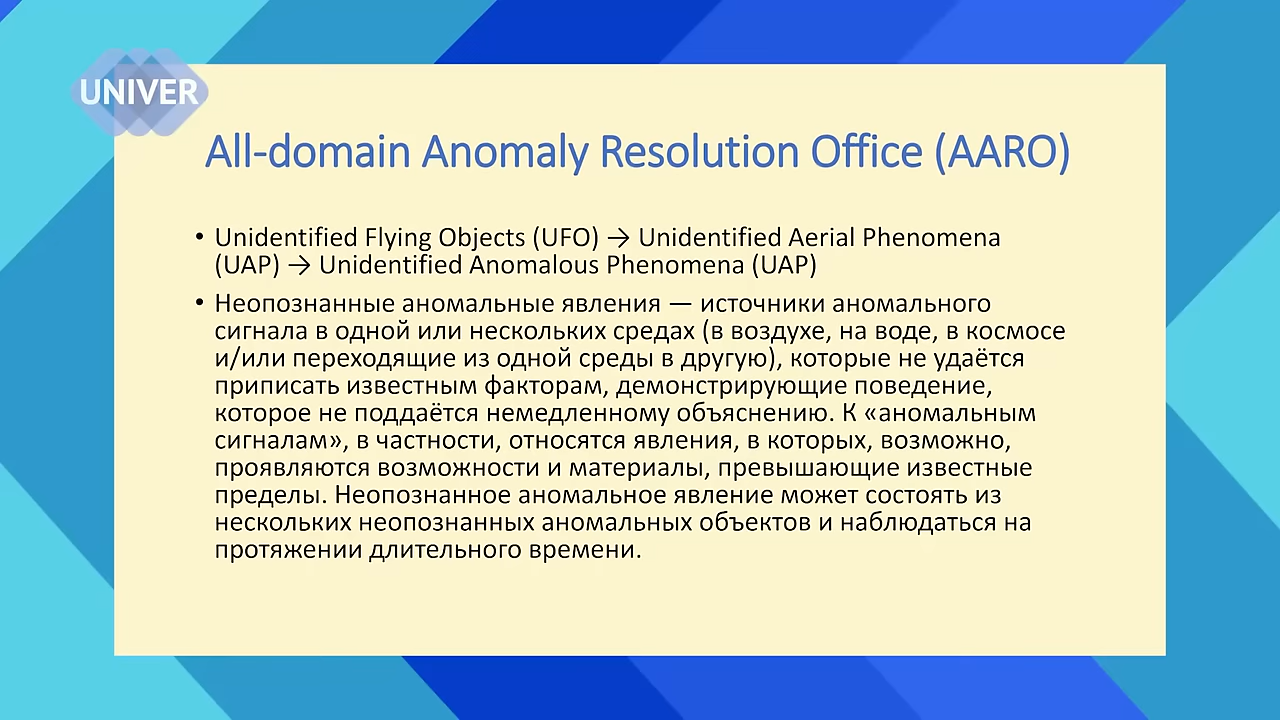 UNIVER
All-domain Anomaly Resolution Office (AARO)
• Unidentified Flying Objects (UFO) → Unidentified Aerial Phenomena
(UAP) → Unidentified Anomalous Phenomena (UAP)
• Неопознанные аномальные явления — источники аномального
сигнала в одной или нескольких средах (в воздухе, на воде, в космосе
и/или переходящие из одной среды в другую), которые не удаётся
приписать известным факторам, демонстрирующие поведение,
которое не поддаётся немедленному объяснению. К «аномальным
сигналам», в частности, относятся явления, в которых, возможно,
проявляются возможности и материалы, превышающие известные
пределы. Неопознанное аномальное явление может состоять из
нескольких неопознанных аномальных объектов и наблюдаться на
протяжении длительного времени.